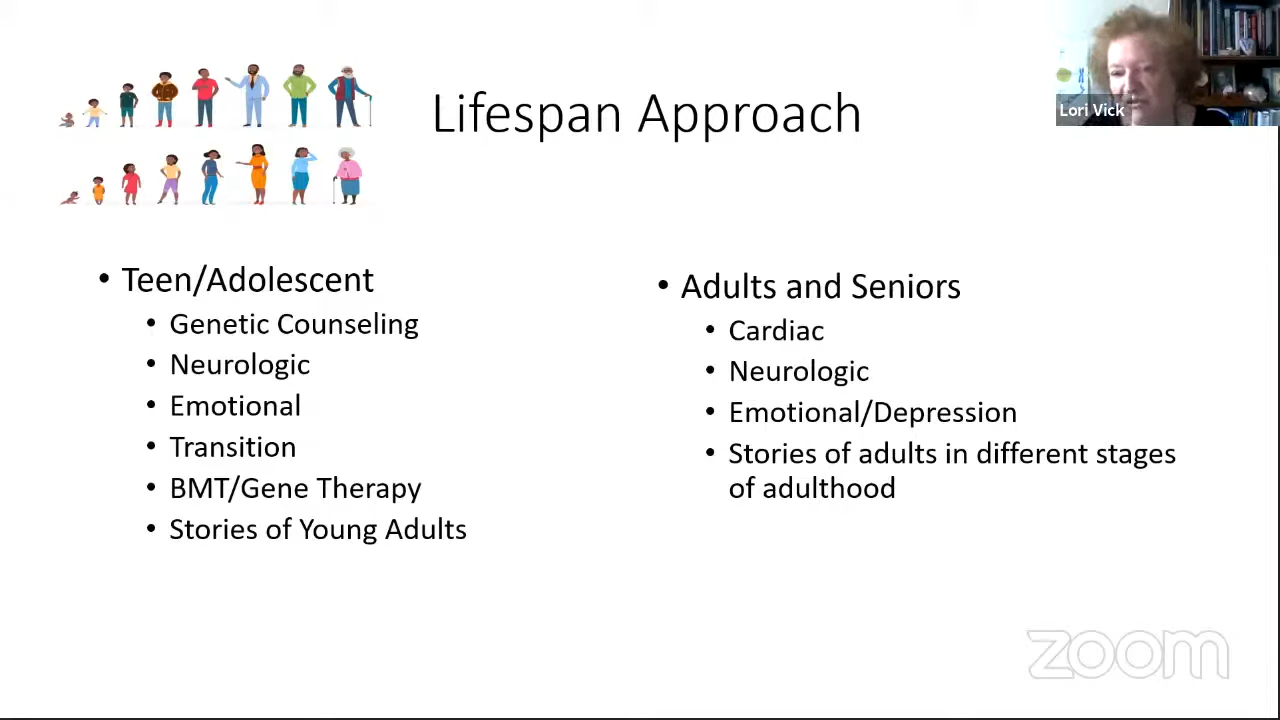 Lifespan Approach
Lori Vick
• Teen/Adolescent
• Genetic Counseling
• Neurologic
• Emotional
• Transition
• BMT/Gene Therapy
• Stories of Young Adults
• Adults and Seniors
• Cardiac
• Neurologic
• Emotional/Depression
• Stories of adults in different stages
of adulthood
zoom